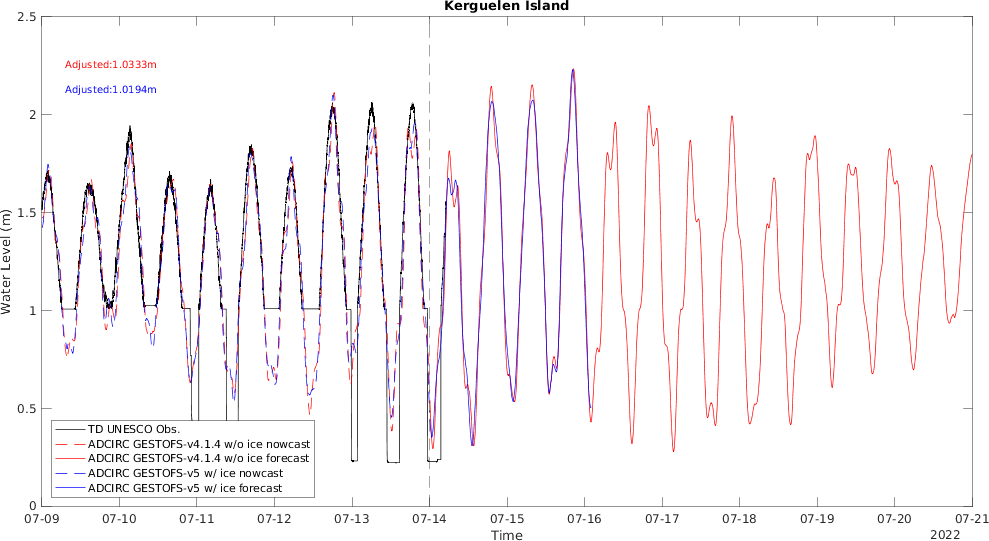 Kerguelen Island
2.5
Adjusted:1.0333m
Adjusted:1.0194m
2
1.5
Water Level (m)
1
0.5
TD UNESCO Obs.
ADCIRC GESTOFS-v4.1.4 w/o ice nowcast
ADCIRC GESTOFS-v4.1.4 w/o ice forecast
ADCIRC GESTOFS-v5 w/ ice nowcast
ADCIRC GESTOFS-v5 w/ ice forecast
0
07-09 07-10 07-11 07-12 07-13 07-14 07-15 07-16 07-17 07-18 07-19 07-20 07-21
Time
2022